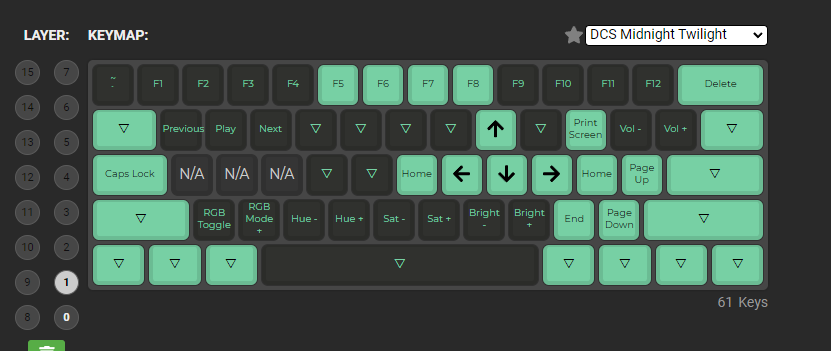 LAYER: KEYMAP: DCS Midnight Twilight
15 7
~
` F1 F2 F3 F4 F5 F6 F7 F8 F9 F10 F11 F12 Delete
14 6
▽ Previous Play Next ▽ ▽ ▽ ▽ ↑ ▽ Print
Screen Vol - Vol + ▽
13 5
12 4
Caps Lock N/A N/A N/A ▽ ▽ Home ← ↓ → Home Page
Up ▽
11 3
▽ RGB
Toggle RGB
Mode
+ Hue - Hue + Sat - Sat + Bright
- Bright
+ End Page
Down ▽
10 2
▽ ▽ ▽ ▽ ▽ ▽ ▽ ▽
9 1
8 0
61 Keys